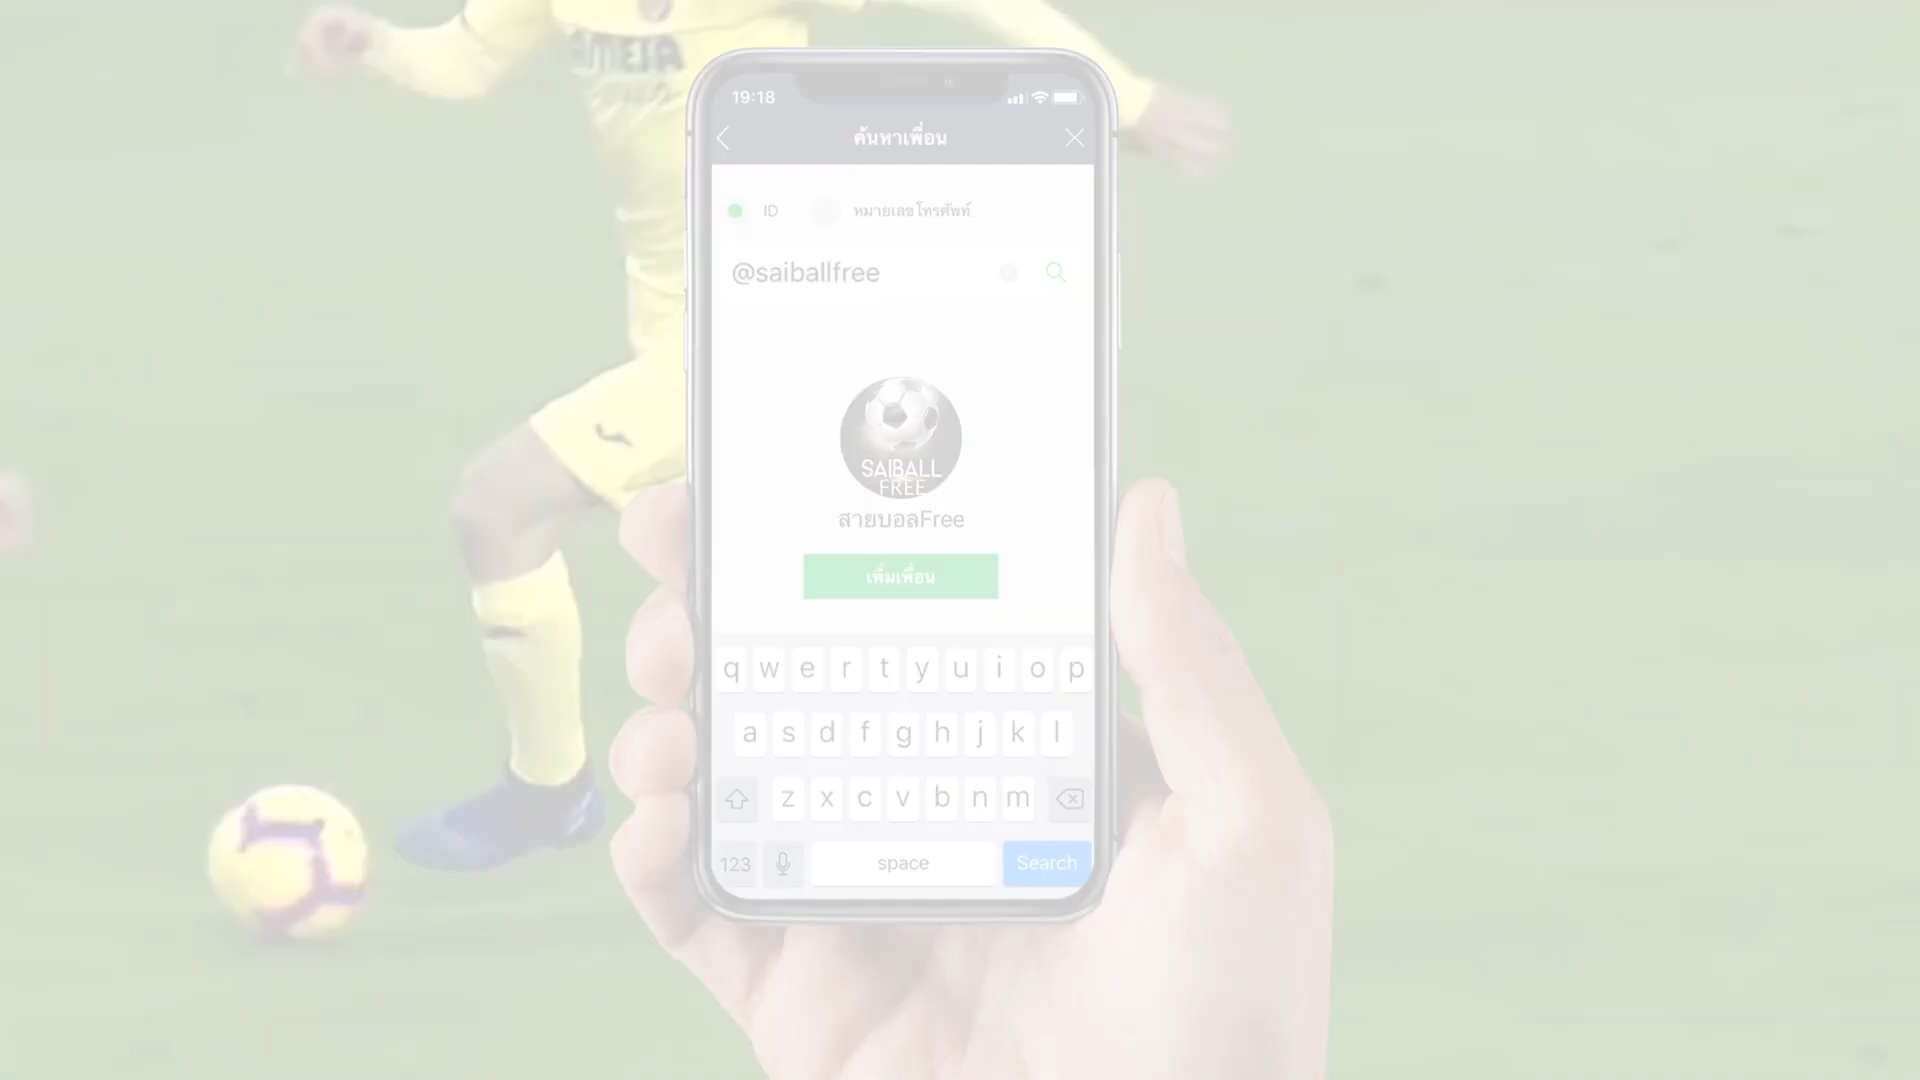 19:18
ค้นหาเพื่อน
ID หมายเลขโทรศัพท์
@saiballfree
SAIBALL
FREE
สายบอลFree
เพิ่มเพื่อน
q w e r t y u i o p
a s d f g h j k l
z x c v b n m
123 space Search